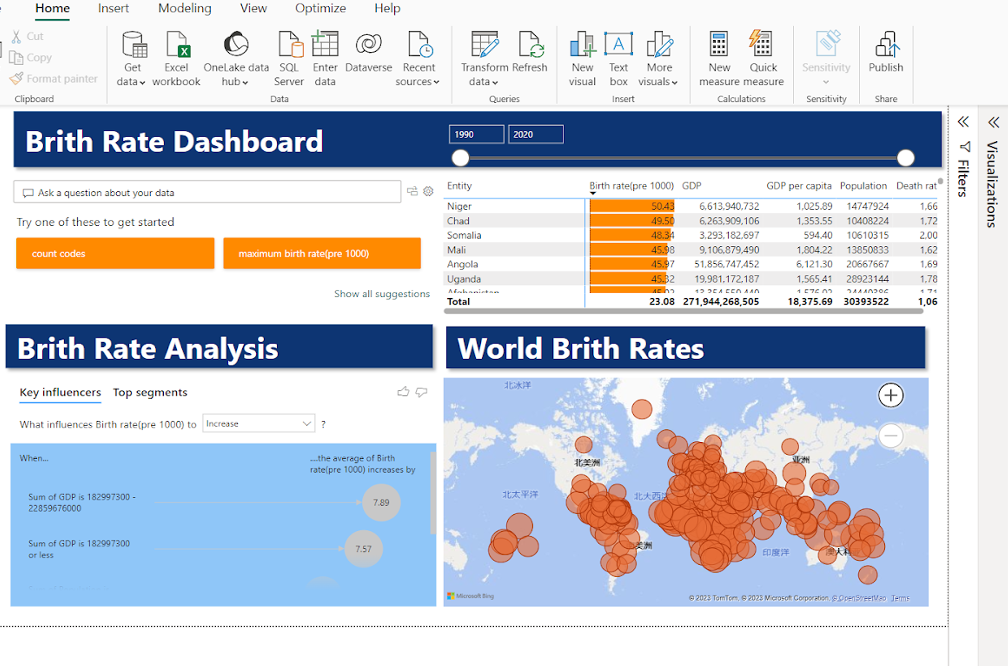 Home Insert Modeling View Optimize Help
Cut
Copy
Format painter
Clipboard
Get data
Excel workbook
OneLake data hub
SQL Server
Enter data
Dataverse
Recent sources
Data
Transform data
Refresh
Queries
New visual
Text box
More visuals
Insert
New measure
Quick measure
Calculations
Sensitivity
Sensitivity
Publish
Share
Brith Rate Dashboard
1990 2020
Filters
Visualizations
Ask a question about your data
Try one of these to get started
count codes
maximum birth rate(pre 1000)
Show all suggestions
Entity Birth rate(pre 1000) GDP GDP per capita Population Death rat
Niger 50.43 6.613,940,732 1,025.89 14747924 1.66
Chad 49.50 6,263,909,106 1,353.55 10408224 1.72
Somalia 48.34 3.293,182,697 594.40 10610315 2.00
Mali 45.98 9,106,879,490 1,804.22 13850833 1,62
Angola 45.97 51,856,747,452 6,121.30 20667667 1,69
Uganda 45.32 19.981,172,187 1,565.41 28923144 1.78
Total 23.08 271,944,268,505 18,375.69 30393522 1,06
Brith Rate Analysis
Key influencers Top segments
What influences Birth rate(pre 1000) to Increase ?
When...
....the average of Birth
rate(pre 1000) increases by
Sum of GDP is 182997300 -
22859676000
7.89
Sum of GDP is 182997300
or less
7.57
World Brith Rates
北冰洋
北美洲
亚洲
北太平洋
北大西洋
美洲
印度洋
澳大利
Microsoft Bing
© 2023 TomTom, © 2023 Microsoft Corporation, © OpenStreetMap Terms